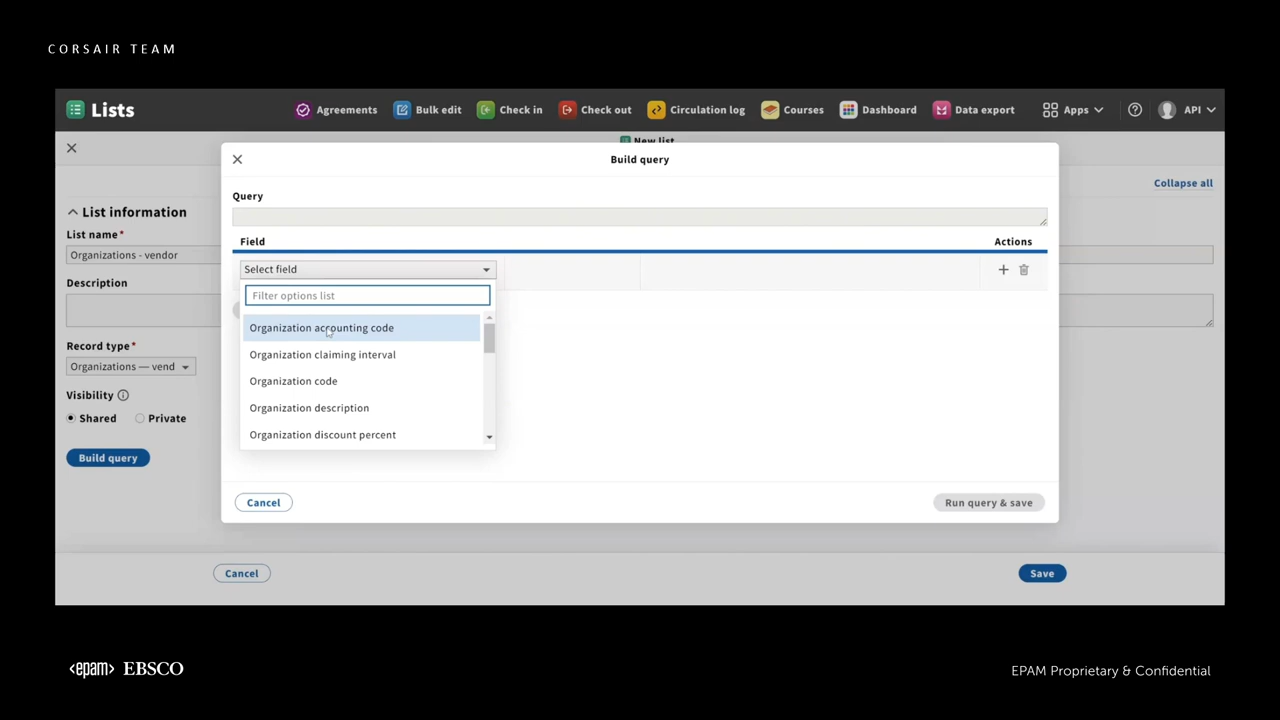 CORSAIR TEAM
Lists
Agreements
Bulk edit
Check in
Check out
Circulation log
Courses
Dashboard
Data export
Apps
API
New list
Build query
Collapse all
Query
List information
List name*
Organizations - vendor
Field
Actions
Select field
Filter options list
Description
Organization accounting code
Organization claiming interval
Organization code
Organization description
Organization discount percent
Record type*
Organizations — vend
Visibility
Shared
Private
Build query
Cancel
Run query & save
Cancel
Save
<epam> EBSCO
EPAM Proprietary & Confidential